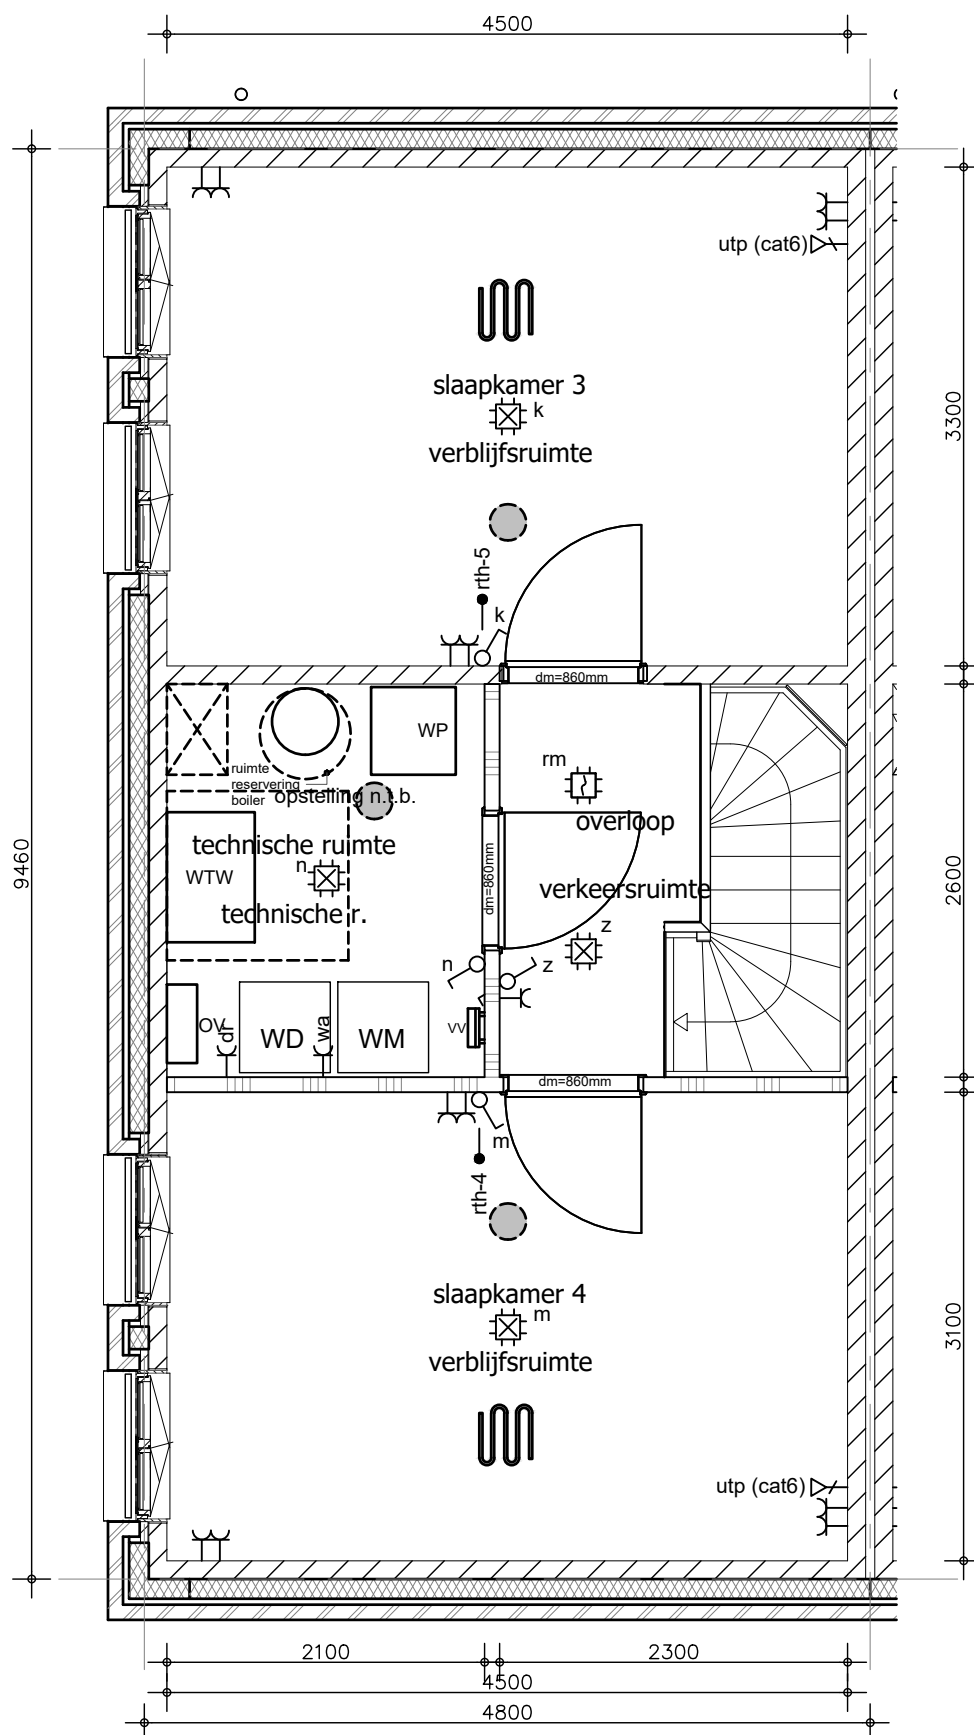 4500
utp (cat6)
slaapkamer 3
k
verblijfsruimte
3300
rth-5
k
dm=860mm
WP
rm
ruimte
reservering
boiler
opstelling n.t.b.
overloop
technische ruimte
n
WTW
dm=860mm
verkeersruimte
technische r.
z
9460
2600
n
z
OV
dr
WD
wa
WM
VV
dm=860mm
m
rth-4
slaapkamer 4
m
verblijfsruimte
3100
utp (cat6)
2100
2300
4500
4800